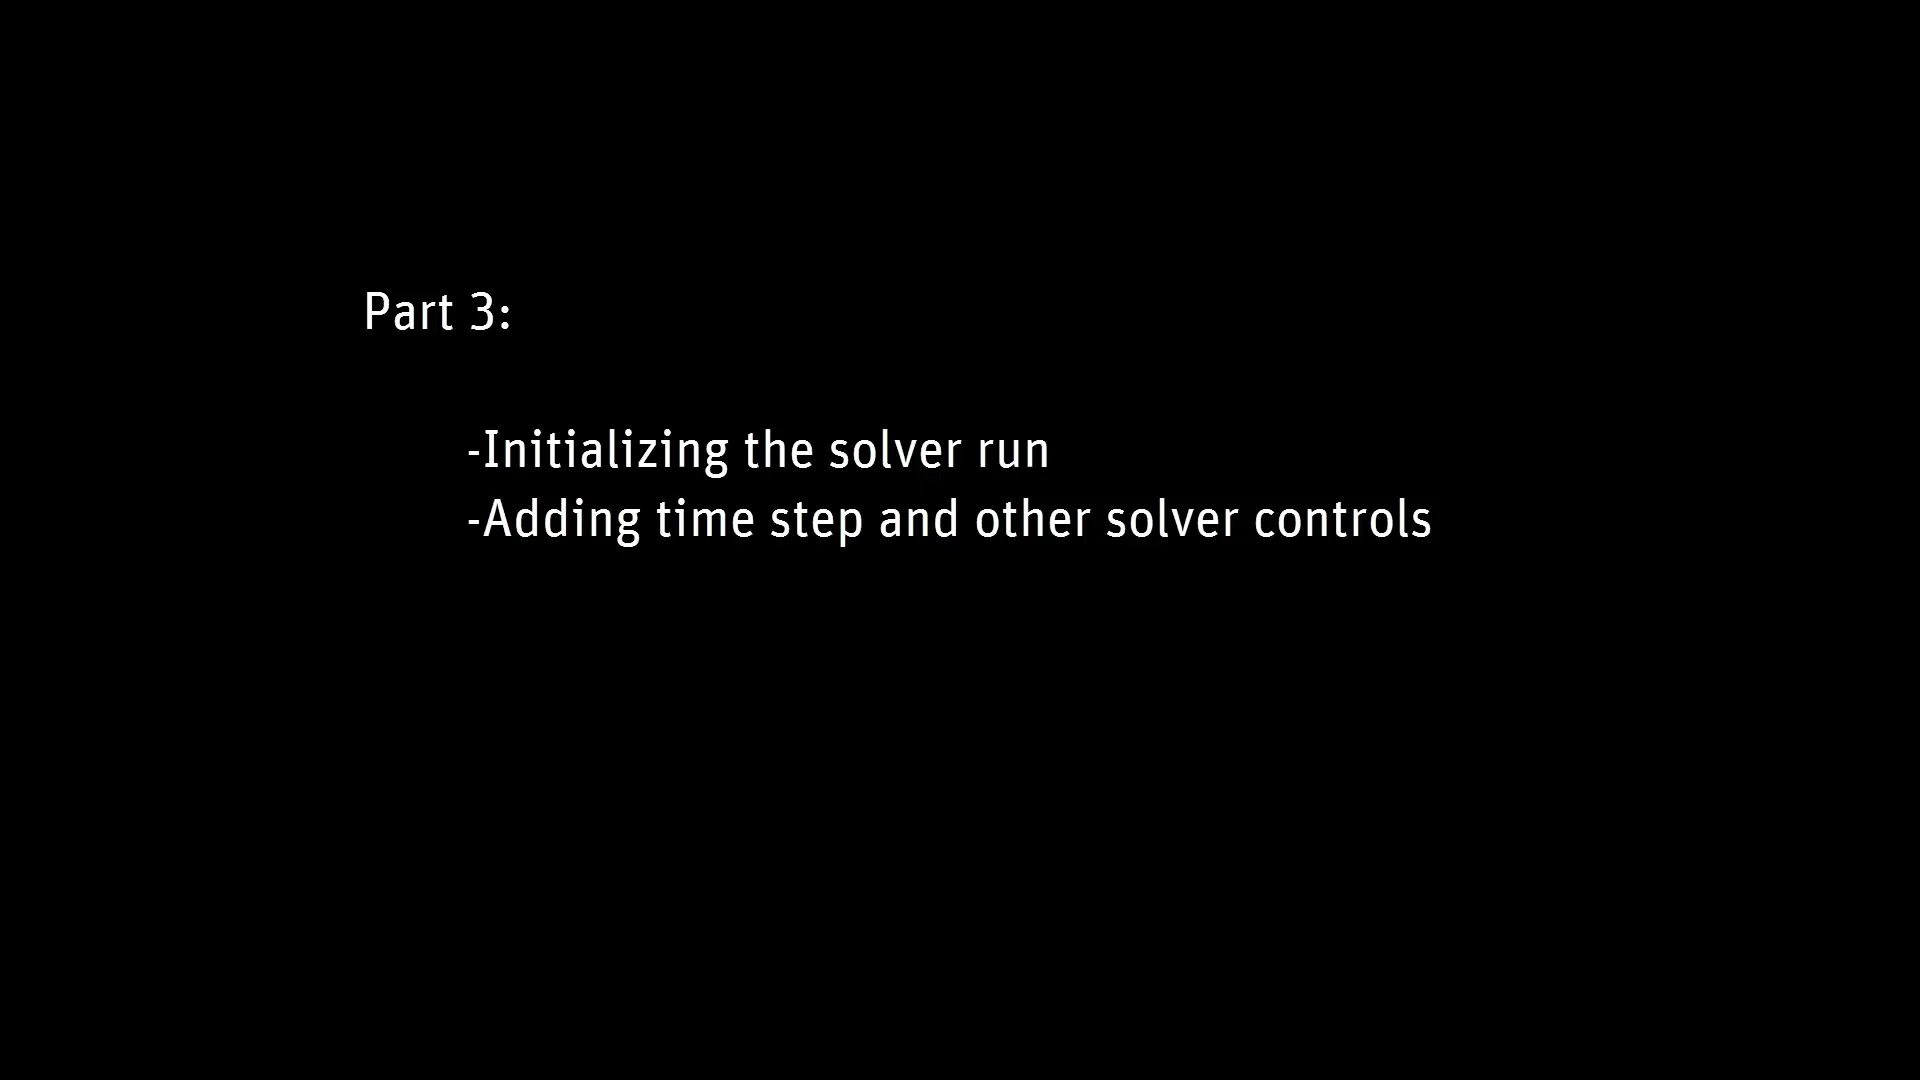 Part 3:
-Initializing the solver run
-Adding time step and other solver controls